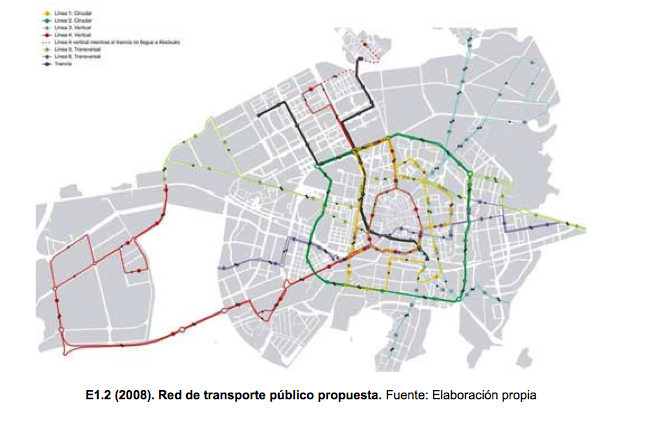 Línea 1. Circular
Línea 2. Circular
Línea 3. Vertical
Línea 4. Vertical
Línea 4 vertical mientras el tranvía no llegue a Abetxuko
Línea 5. Transversal
Línea 6. Transversal
Tranvía
E1.2 (2008). Red de transporte público propuesta. Fuente: Elaboración propia